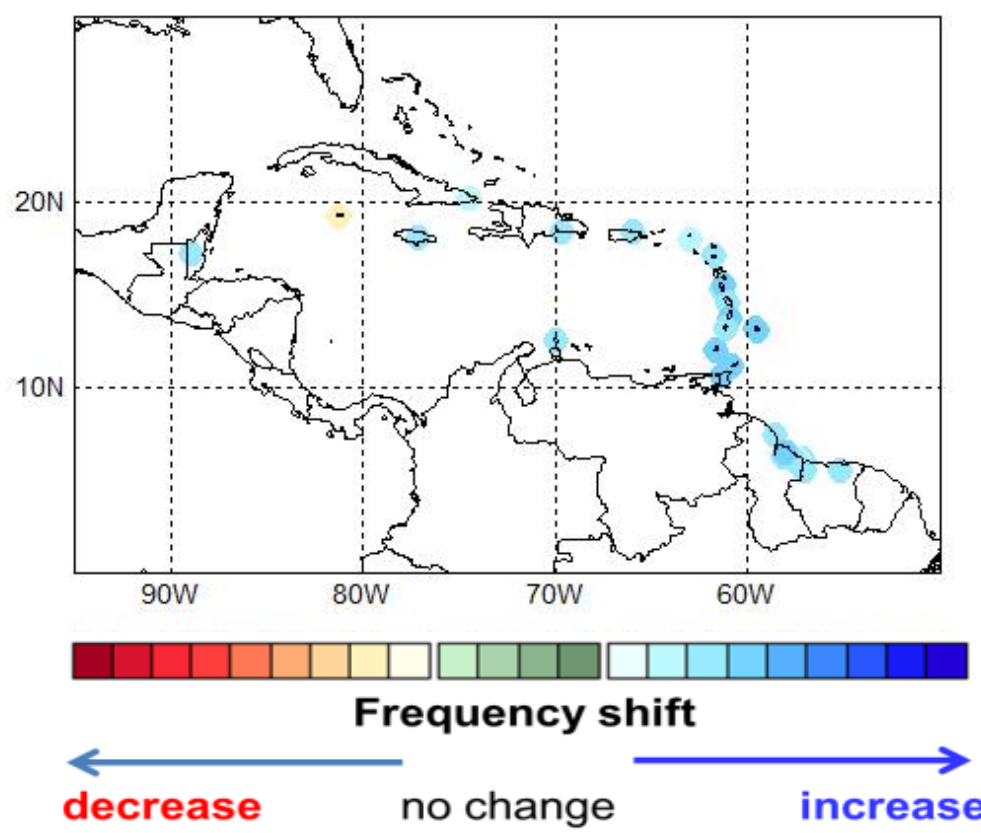 20N
10N
90W 80W 70W 60W
Frequency shift
decrease no change increase